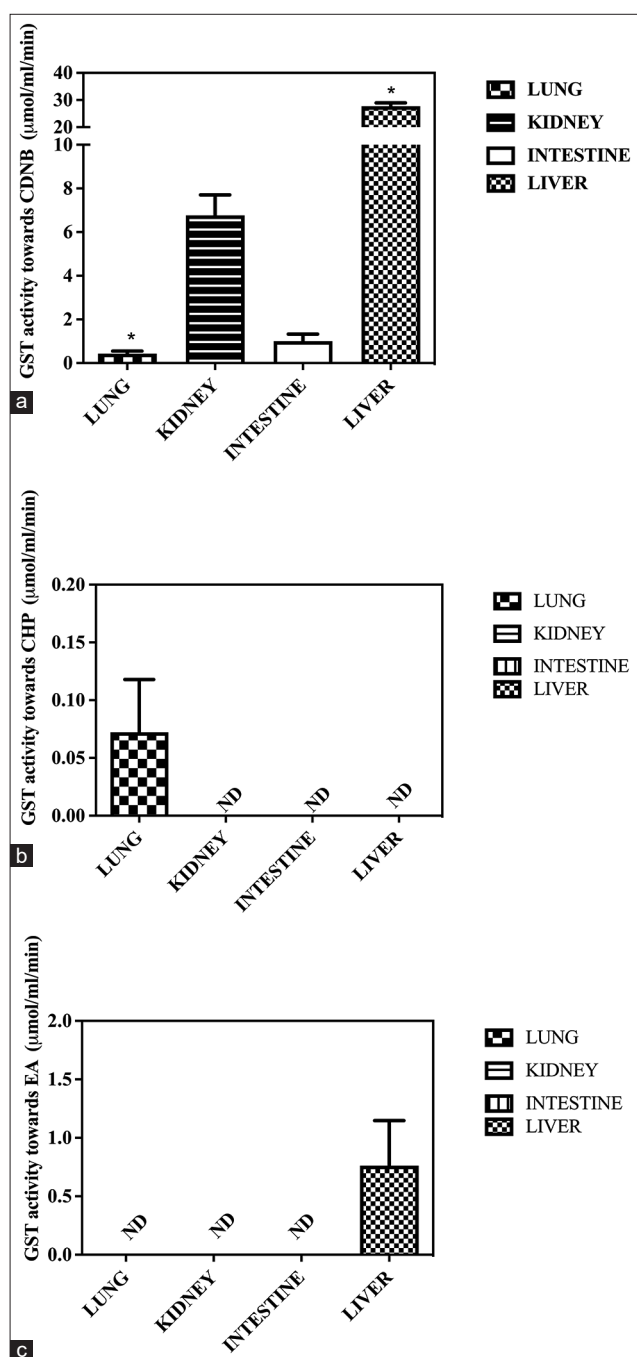 GST activity towards CDNB (μmol/ml/min)
40
30
20
10
8
6
4
2
0
*
*
LUNG
KIDNEY
INTESTINE
LIVER
LUNG
KIDNEY
INTESTINE
LIVER
a
GST activity towards CHP (μmol/ml/min)
0.20
0.15
0.10
0.05
0.00
ND
ND
ND
LUNG
KIDNEY
INTESTINE
LIVER
LUNG
KIDNEY
INTESTINE
LIVER
b
GST activity towards EA (μmol/ml/min)
2.0
1.5
1.0
0.5
0.0
ND
ND
ND
LUNG
KIDNEY
INTESTINE
LIVER
LUNG
KIDNEY
INTESTINE
LIVER
c